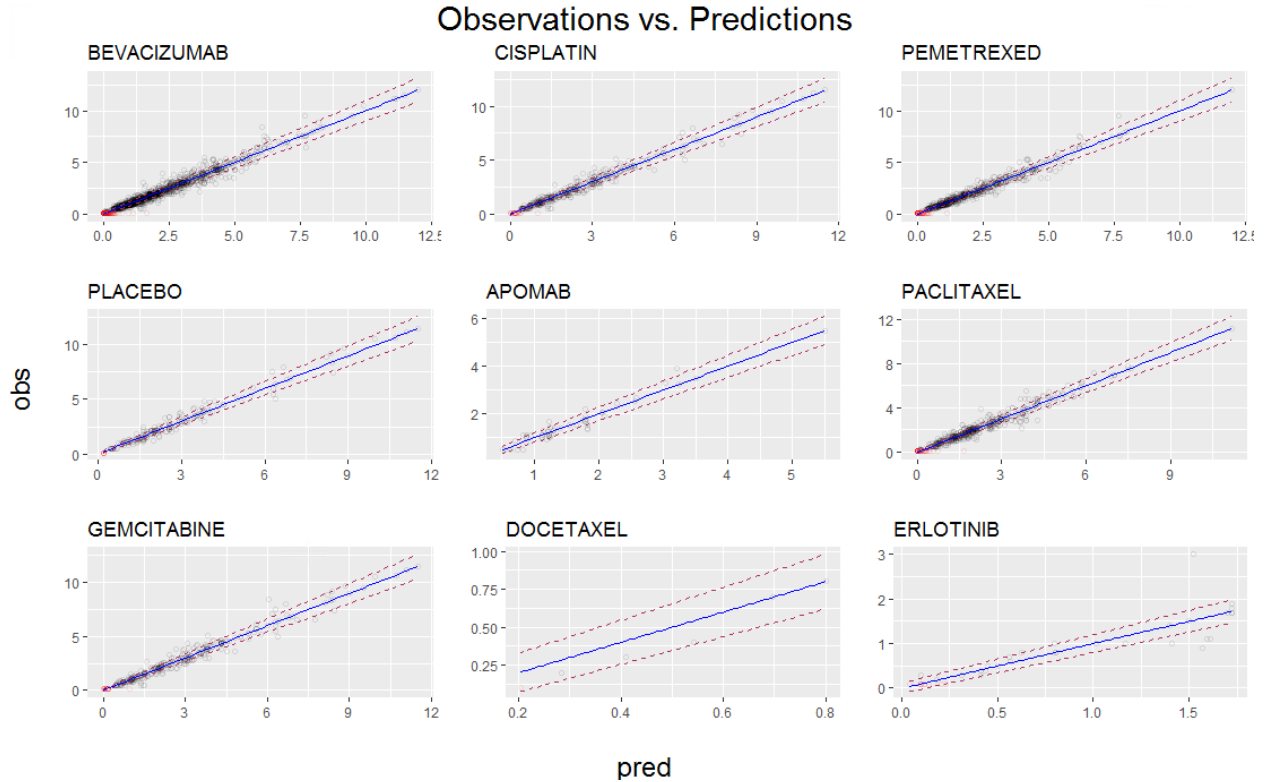 Observations vs. Predictions
BEVACIZUMAB
10
5
0
0.0 2.5 5.0 7.5 10.0 12.5
CISPLATIN
10
5
0
0 3 6 9 12
PEMETREXED
10
5
0
0.0 2.5 5.0 7.5 10.0 12.5
obs
PLACEBO
10
5
0
0 3 6 9 12
APOMAB
6
4
2
1 2 3 4 5
PACLITAXEL
12
8
4
0
0 3 6 9
GEMCITABINE
10
5
0
0 3 6 9 12
DOCETAXEL
1.00
0.75
0.50
0.25
0.2 0.4 0.6 0.8
ERLOTINIB
3
2
1
0
0.0 0.5 1.0 1.5
pred